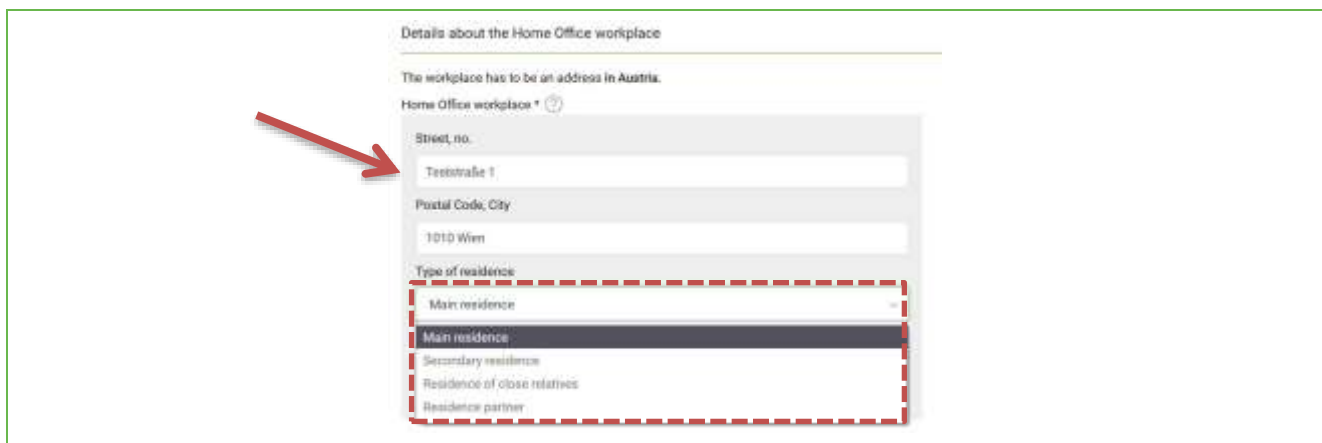 Details about the Home Office workplace
The workplace has to be an address in Austria.
Home Office workplace * ?
Street, no.
Teststraße 1
Postal Code, City
1010 Wien
Type of residence
Main residence
Main residence
Secondary residence
Residence of close relatives
Residence partner